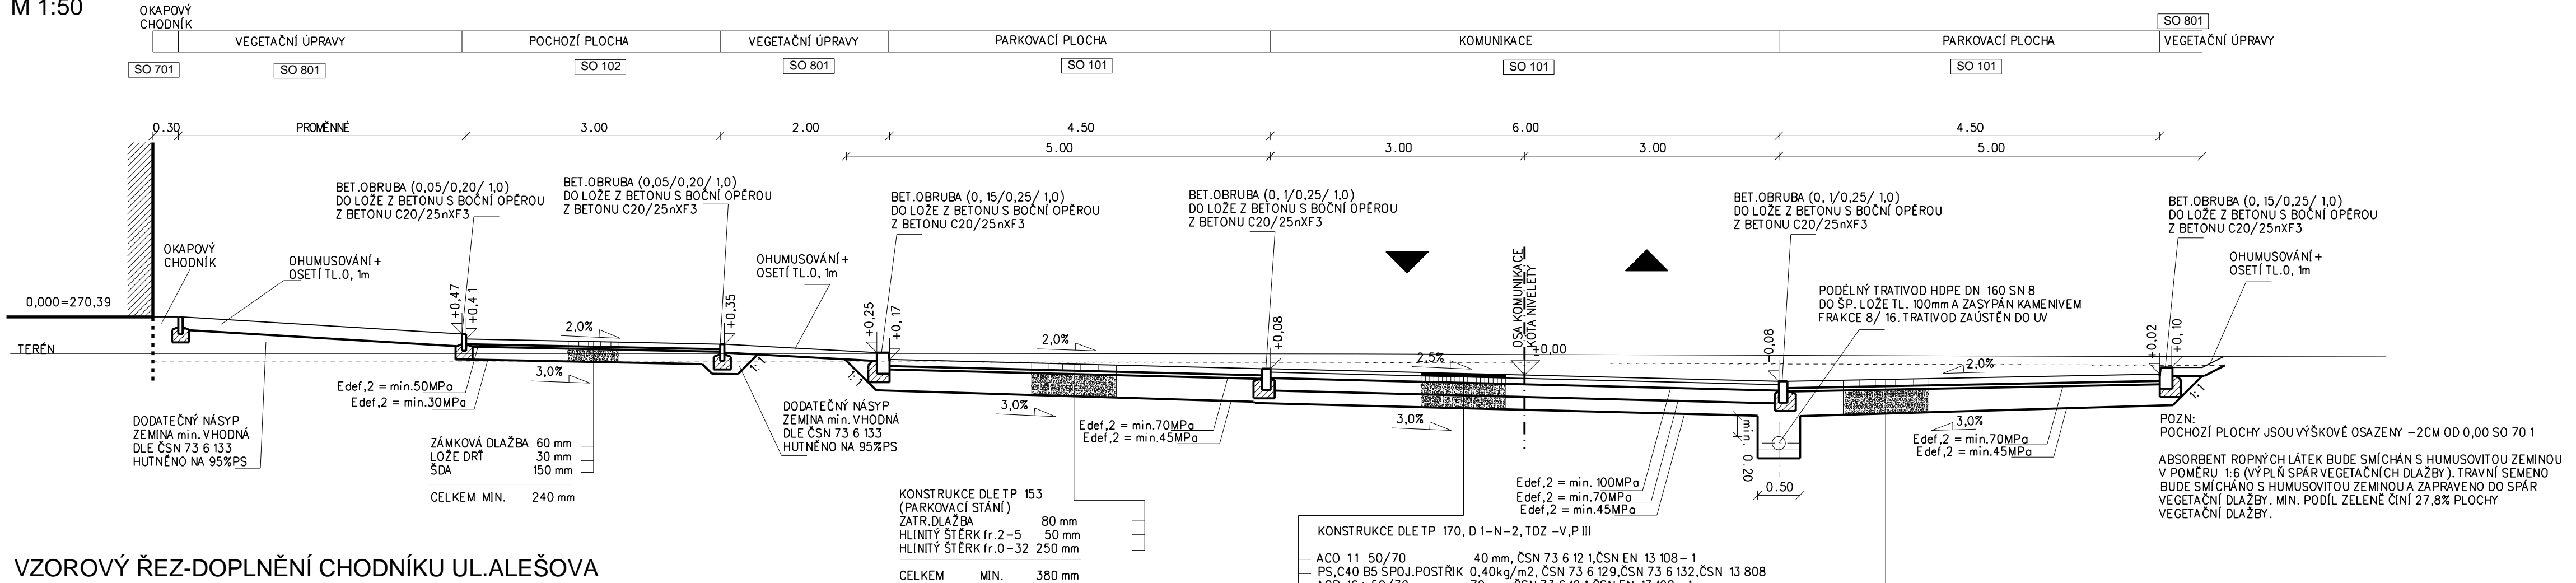 M 1:50
OKAPOVÝ
CHODNÍK
SO 801
VEGETAČNÍ ÚPRAVY
POCHOZÍ PLOCHA
VEGETAČNÍ ÚPRAVY
PARKOVACÍ PLOCHA
KOMUNIKACE
PARKOVACÍ PLOCHA
VEGETAČNÍ ÚPRAVY
SO 701
SO 801
SO 102
SO 801
SO 101
SO 101
SO 101
0.30
PROMĚNNÉ
3.00
2.00
4.50
6.00
4.50
5.00
3.00
3.00
5.00
BET.OBRUBA (0,05/0,20/ 1,0)
DO LOŽE Z BETONU S BOČNÍ OPĚROU
Z BETONU C20/25nXF3
BET.OBRUBA (0,05/0,20/ 1,0)
DO LOŽE Z BETONU S BOČNÍ OPĚROU
Z BETONU C20/25nXF3
BET.OBRUBA (0, 15/0,25/ 1,0)
DO LOŽE Z BETONU S BOČNÍ OPĚROU
Z BETONU C20/25nXF3
BET.OBRUBA (0, 1/0,25/ 1,0)
DO LOŽE Z BETONU S BOČNÍ OPĚROU
Z BETONU C20/25nXF3
BET.OBRUBA (0, 1/0,25/ 1,0)
DO LOŽE Z BETONU S BOČNÍ OPĚROU
Z BETONU C20/25nXF3
BET.OBRUBA (0, 15/0,25/ 1,0)
DO LOŽE Z BETONU S BOČNÍ OPĚROU
Z BETONU C20/25nXF3
OKAPOVÝ
CHODNÍK
OHUMUSOVÁNÍ+
OSETÍ TL.0, 1m
OHUMUSOVÁNÍ+
OSETÍ TL.0, 1m
OHUMUSOVÁNÍ+
OSETÍ TL.0, 1m
OSA KOMUNIKACE
KÓTA NIVELETY
PODÉLNÝ TRATIVOD HDPE DN 160 SN 8
DO ŠP. LOŽE TL. 100mm A ZASYPÁN KAMENIVEM
FRAKCE 8/ 16. TRATIVOD ZAÚSTĚN DO UV
0,000=270,39
TERÉN
+0,47
+0,41
+0,35
+0,25
+0,17
+0,08
+0,00
-0,08
+0,02
+0,10
2,0%
2,0%
2,5%
2,0%
3,0%
3,0%
3,0%
3,0%
1:1
1:1
1:1
Edef,2 = min.50MPa
Edef,2 = min.30MPa
Edef,2 = min.70MPa
Edef,2 = min.45MPa
Edef,2 = min. 100MPa
Edef,2 = min.70MPa
Edef,2 = min.45MPa
Edef,2 = min.70MPa
Edef,2 = min.45MPa
min. 0.20
0.50
DODATEČNÝ NÁSYP
ZEMINA min. VHODNÁ
DLE ČSN 73 6 133
HUTNĚNO NA 95%PS
DODATEČNÝ NÁSYP
ZEMINA min. VHODNÁ
DLE ČSN 73 6 133
HUTNĚNO NA 95%PS
ZÁMKOVÁ DLAŽBA 60 mm
LOŽE DRŤ 30 mm
ŠDA 150 mm
CELKEM MIN. 240 mm
KONSTRUKCE DLE TP 153
(PARKOVACÍ STÁNÍ)
ZATR.DLAŽBA 80 mm
HLINITÝ ŠTĚRK fr.2-5 50 mm
HLINITÝ ŠTĚRK fr.0-32 250 mm
CELKEM MIN. 380 mm
KONSTRUKCE DLE TP 170, D 1-N-2, TDZ -V,P III
ACO 11 50/70 40 mm, ČSN 73 6 12 1,ČSN EN 13 108- 1
PS,C40 B5 SPOJ.POSTŘIK 0,40kg/m2, ČSN 73 6 129,ČSN 73 6 132,ČSN 13 808
POZN:
POCHOZÍ PLOCHY JSOU VÝŠKOVĚ OSAZENY -2CM OD 0,00 SO 70 1
ABSORBENT ROPNÝCH LÁTEK BUDE SMÍCHÁN S HUMUSOVITOU ZEMINOU
V POMĚRU 1:6 (VÝPLŇ SPÁR VEGETAČNÍCH DLAŽBY). TRAVNÍ SEMENO
BUDE SMÍCHÁNO S HUMUSOVITOU ZEMINOU A ZAPRAVENO DO SPÁR
VEGETAČNÍ DLAŽBY. MIN. PODÍL ZELENĚ ČINÍ 27,8% PLOCHY
VEGETAČNÍ DLAŽBY.
VZOROVÝ ŘEZ-DOPLNĚNÍ CHODNÍKU UL.ALEŠOVA